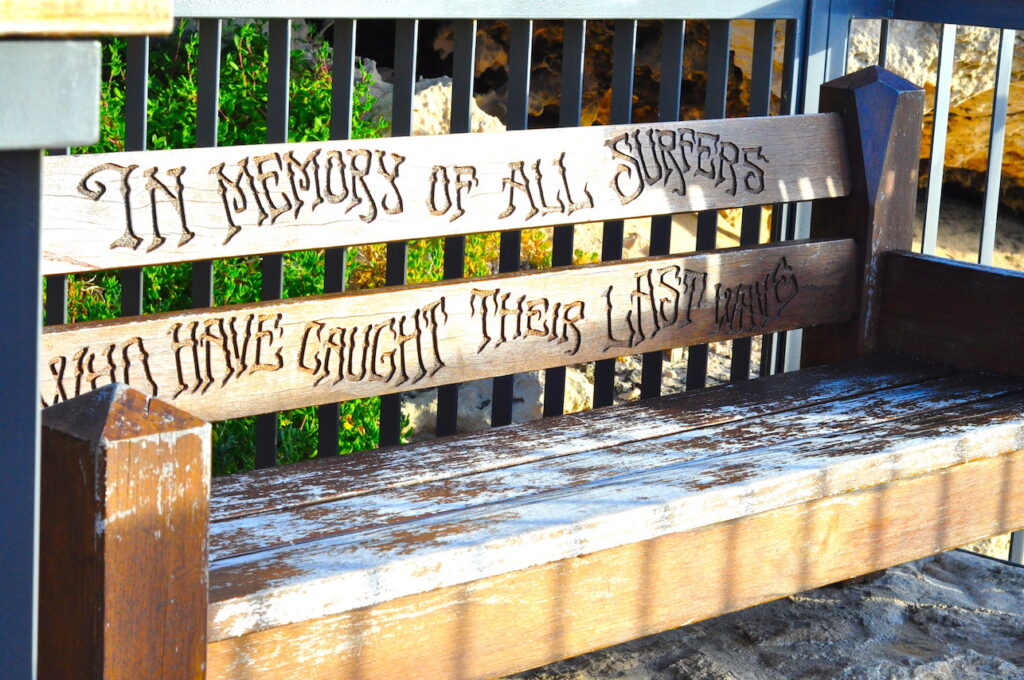 In Memory of All Surfers
Who Have Caught Their Last Wave